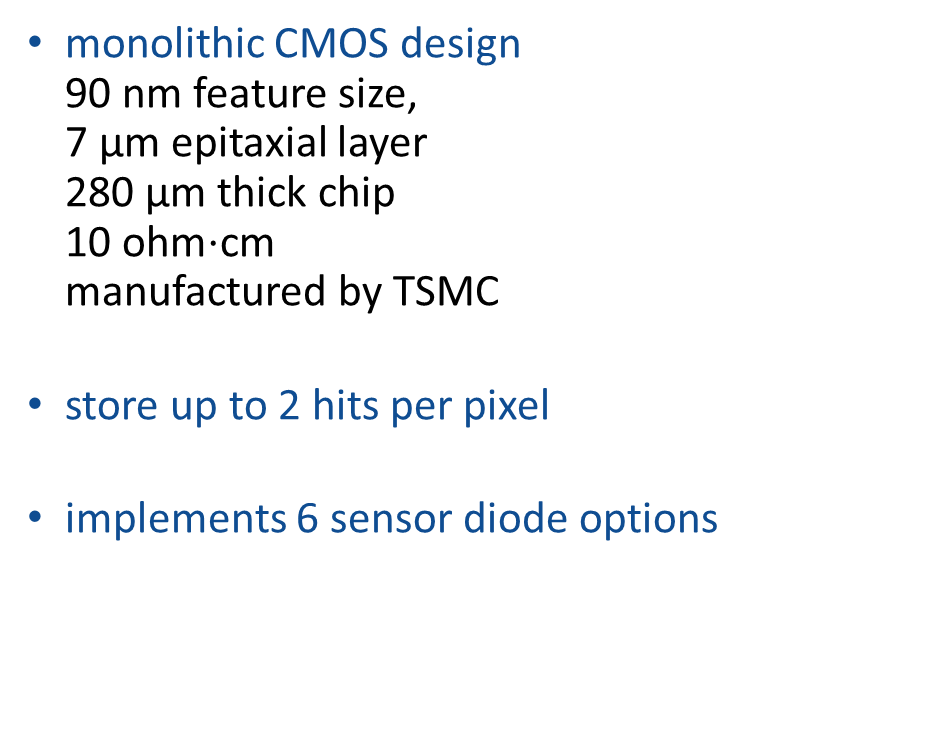 • monolithic CMOS design
90 nm feature size,
7 µm epitaxial layer
280 µm thick chip
10 ohm·cm
manufactured by TSMC
• store up to 2 hits per pixel
• implements 6 sensor diode options